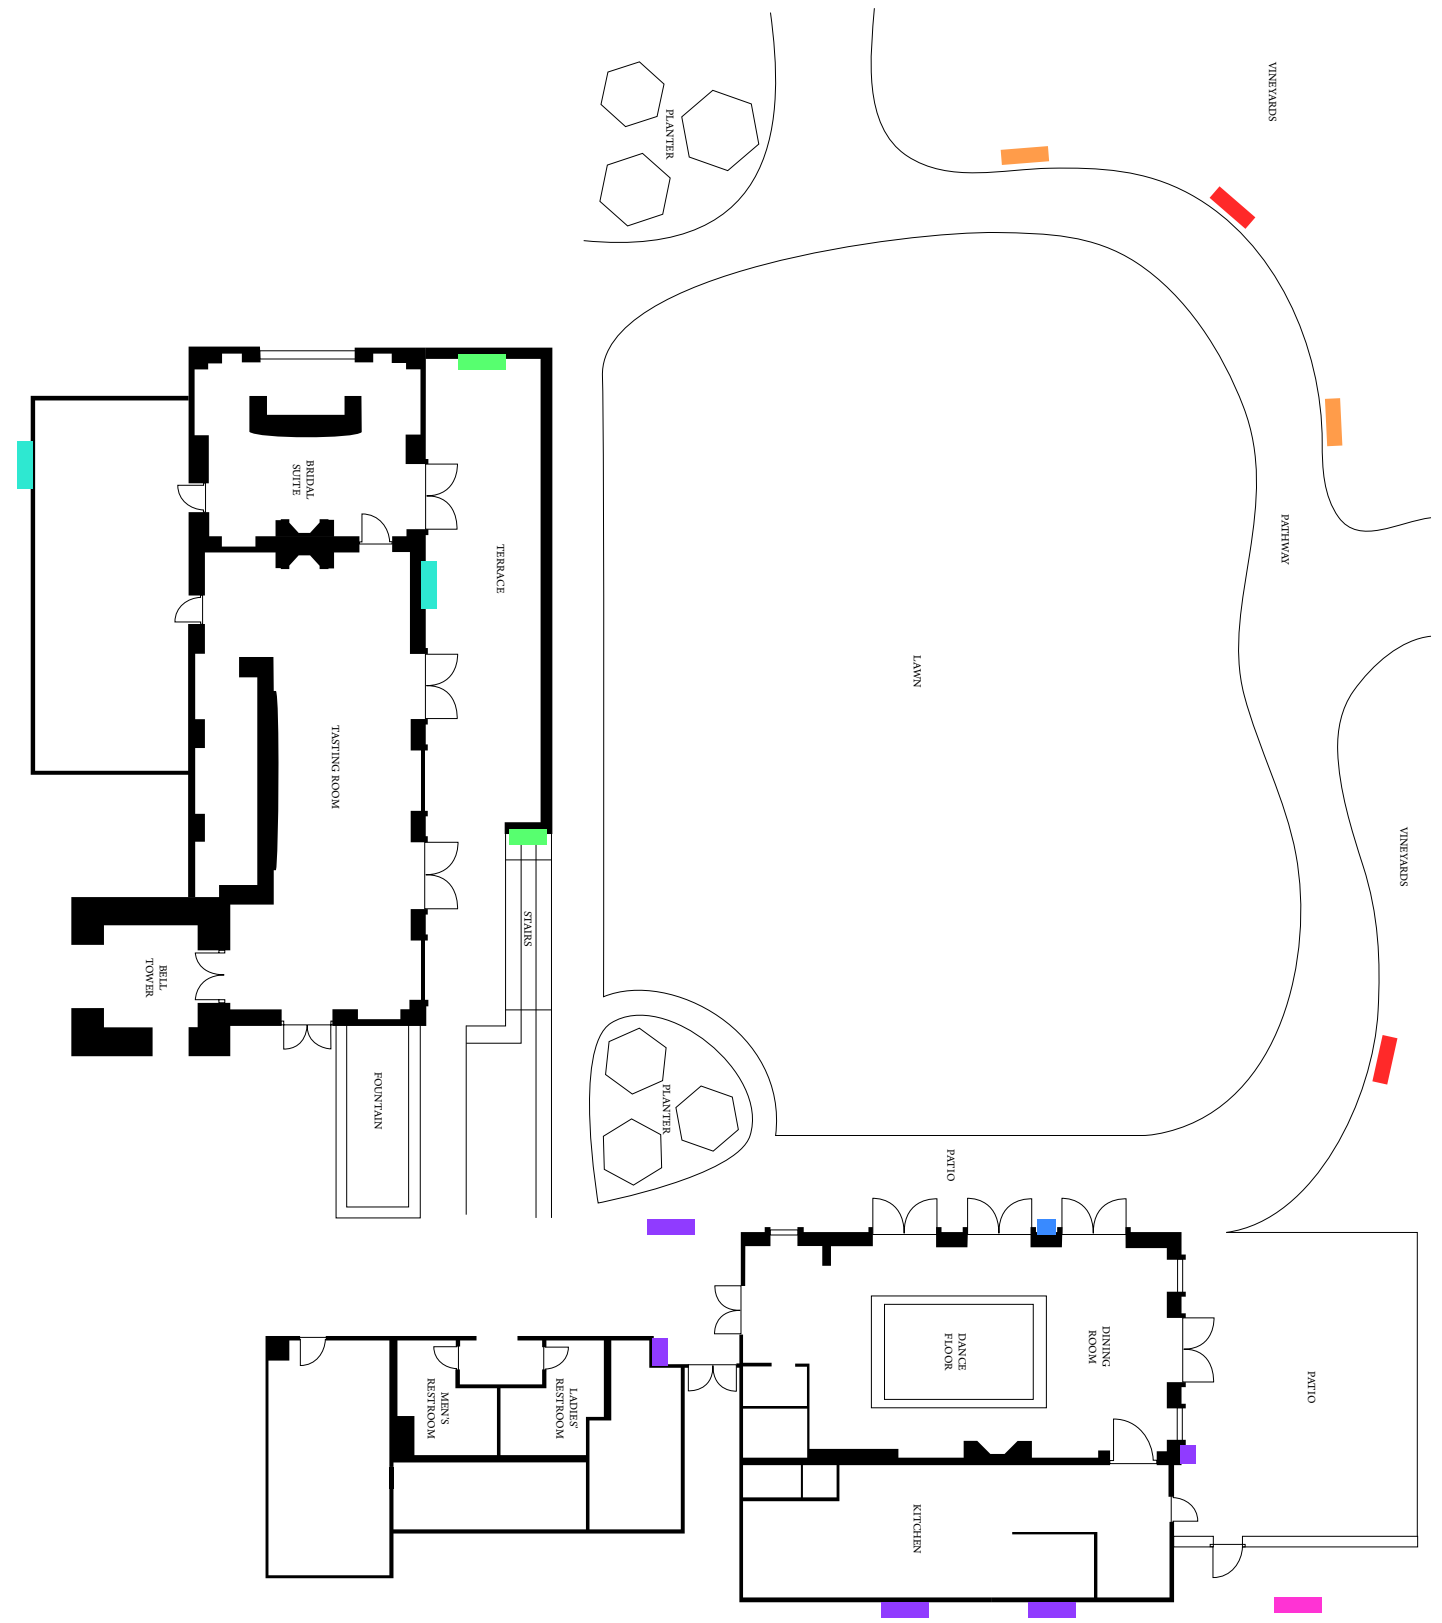 VINEYARDS
PLANTER
BRIDAL
SUITE
TERRACE
PATHWAY
LAWN
TASTING ROOM
VINEYARDS
STAIRS
BELL
TOWER
FOUNTAIN
PLANTER
PATIO
DINING
ROOM
DANCE
FLOOR
PATIO
MEN'S
RESTROOM
LADIES'
RESTROOM
KITCHEN